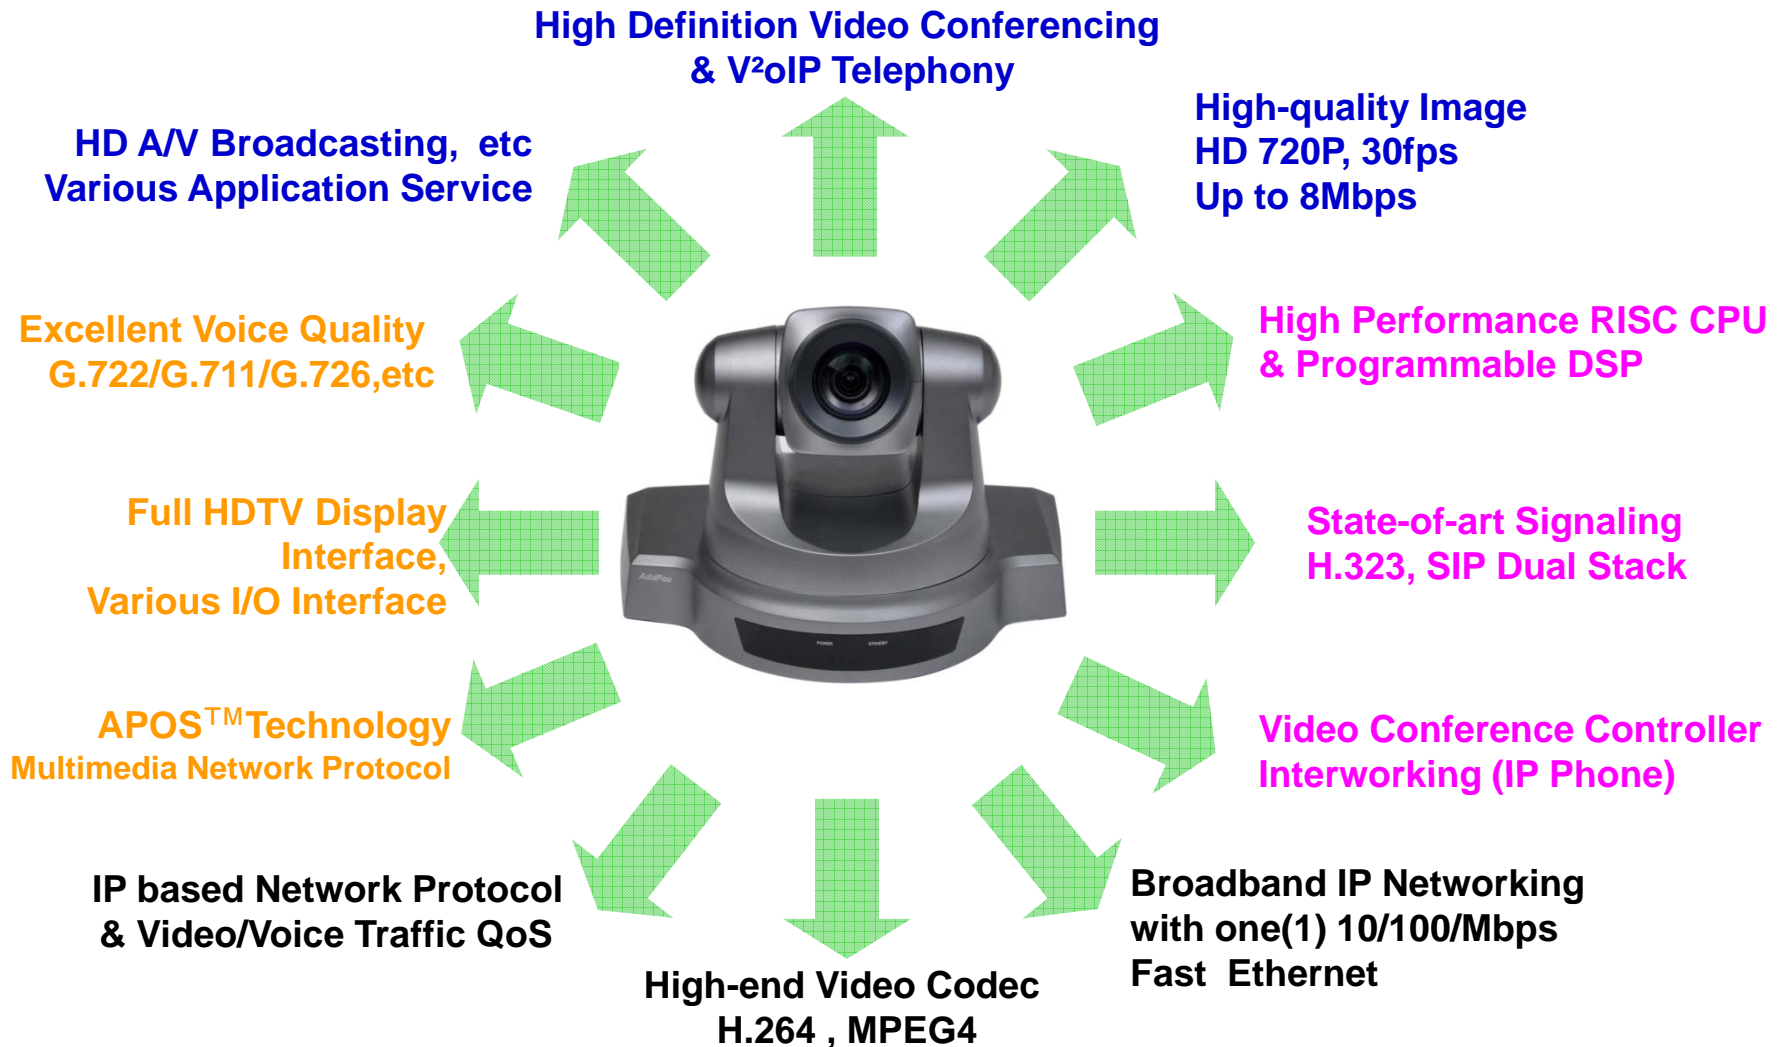 High Definition Video Conferencing
& V²oIP Telephony
High-quality Image
HD 720P, 30fps
Up to 8Mbps
HD A/V Broadcasting, etc
Various Application Service
Excellent Voice Quality
G.722/G.711/G.726,etc
High Performance RISC CPU
& Programmable DSP
Full HDTV Display
Interface,
Various I/O Interface
State-of-art Signaling
H.323, SIP Dual Stack
AddPac
POWER STANDBY
APOS™Technology
Multimedia Network Protocol
Video Conference Controller
Interworking (IP Phone)
IP based Network Protocol
& Video/Voice Traffic QoS
Broadband IP Networking
with one(1) 10/100/Mbps
Fast Ethernet
High-end Video Codec
H.264 , MPEG4